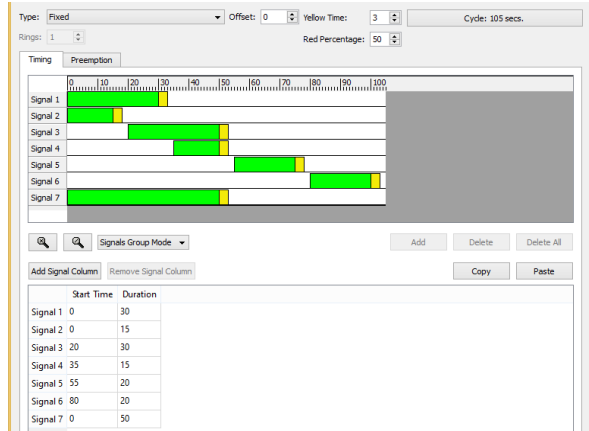 Type: Fixed Offset: 0 Yellow Time: 3 Cycle: 105 secs.
Rings: 1 Red Percentage: 50
Timing Preemption
0 |10 |20 |30 |40 |50 |60 |70 |80 |90 |100
Signal 1
Signal 2
Signal 3
Signal 4
Signal 5
Signal 6
Signal 7
Signals Group Mode Add Delete Delete All
Add Signal Column Remove Signal Column Copy Paste
Start Time Duration
Signal 1 0 30
Signal 2 0 15
Signal 3 20 30
Signal 4 35 15
Signal 5 55 20
Signal 6 80 20
Signal 7 0 50